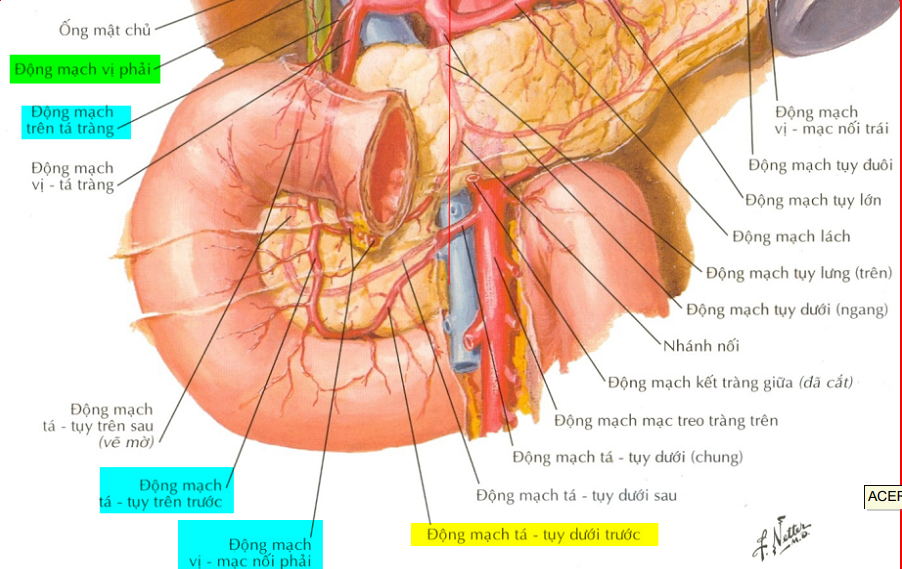 Ống mật chủ
Động mạch vị phải
Động mạch
trên tá tràng
Động mạch
vị - tá tràng
Động mạch
tá - tụy trên sau
(vẽ mờ)
Động mạch
tá - tụy trên trước
Động mạch
vị - mạc nối phải
Động mạch
vị - mạc nối trái
Động mạch tụy đuôi
Động mạch tụy lớn
Động mạch lách
Động mạch tụy lưng (trên)
Động mạch tụy dưới (ngang)
Nhánh nối
Động mạch kết tràng giữa (đã cắt)
Động mạch mạc treo tràng trên
Động mạch tá - tụy dưới (chung)
Động mạch tá - tụy dưới sau
Động mạch tá - tụy dưới trước
F. Netter
M.D.